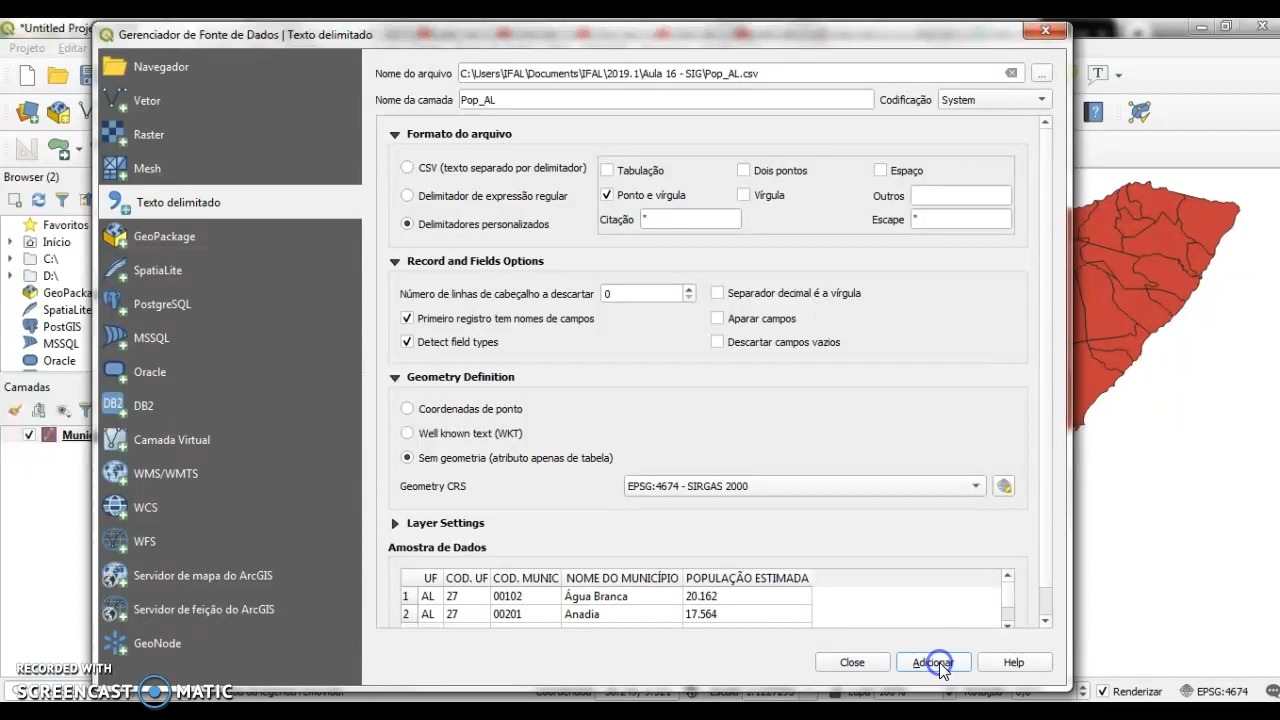 *Untitled Proje
Gerenciador de Fonte de Dados | Texto delimitado
Projeto Editar
Navegador
Vetor
Raster
Mesh
Texto delimitado
GeoPackage
SpatiaLite
PostgreSQL
MSSQL
Oracle
DB2
Camada Virtual
WMS/WMTS
WCS
WFS
Servidor de mapa do ArcGIS
Servidor de feição do ArcGIS
GeoNode
Browser (2)
Favoritos
Início
C:\
D:\
GeoPacka
SpatiaLite
PostGIS
MSSQL
Oracle
DB2
Camadas
Munic
Nome do arquivo C:\Users\IFAL\Documents\IFAL\2019.1\Aula 16 - SIG\Pop_AL.csv ...
Nome da camada Pop_AL Codificação System
Formato do arquivo
CSV (texto separado por delimitador) Tabulação Dois pontos Espaço
Delimitador de expressão regular Ponto e vírgula Vírgula Outros
Delimitadores personalizados Citação " Escape "
Record and Fields Options
Número de linhas de cabeçalho a descartar 0 Separador decimal é a vírgula
Primeiro registro tem nomes de campos Aparar campos
Detect field types Descartar campos vazios
Geometry Definition
Coordenadas de ponto
Well known text (WKT)
Sem geometria (atributo apenas de tabela)
Geometry CRS EPSG:4674 - SIRGAS 2000
Layer Settings
Amostra de Dados
UF COD. UF COD. MUNIC NOME DO MUNICÍPIO POPULAÇÃO ESTIMADA
1 AL 27 00102 Água Branca 20.162
2 AL 27 00201 Anadia 17.564
Close Adicionar Help
T
RECORDED WITH
SCREENCAST MATIC
Renderizar EPSG:4674